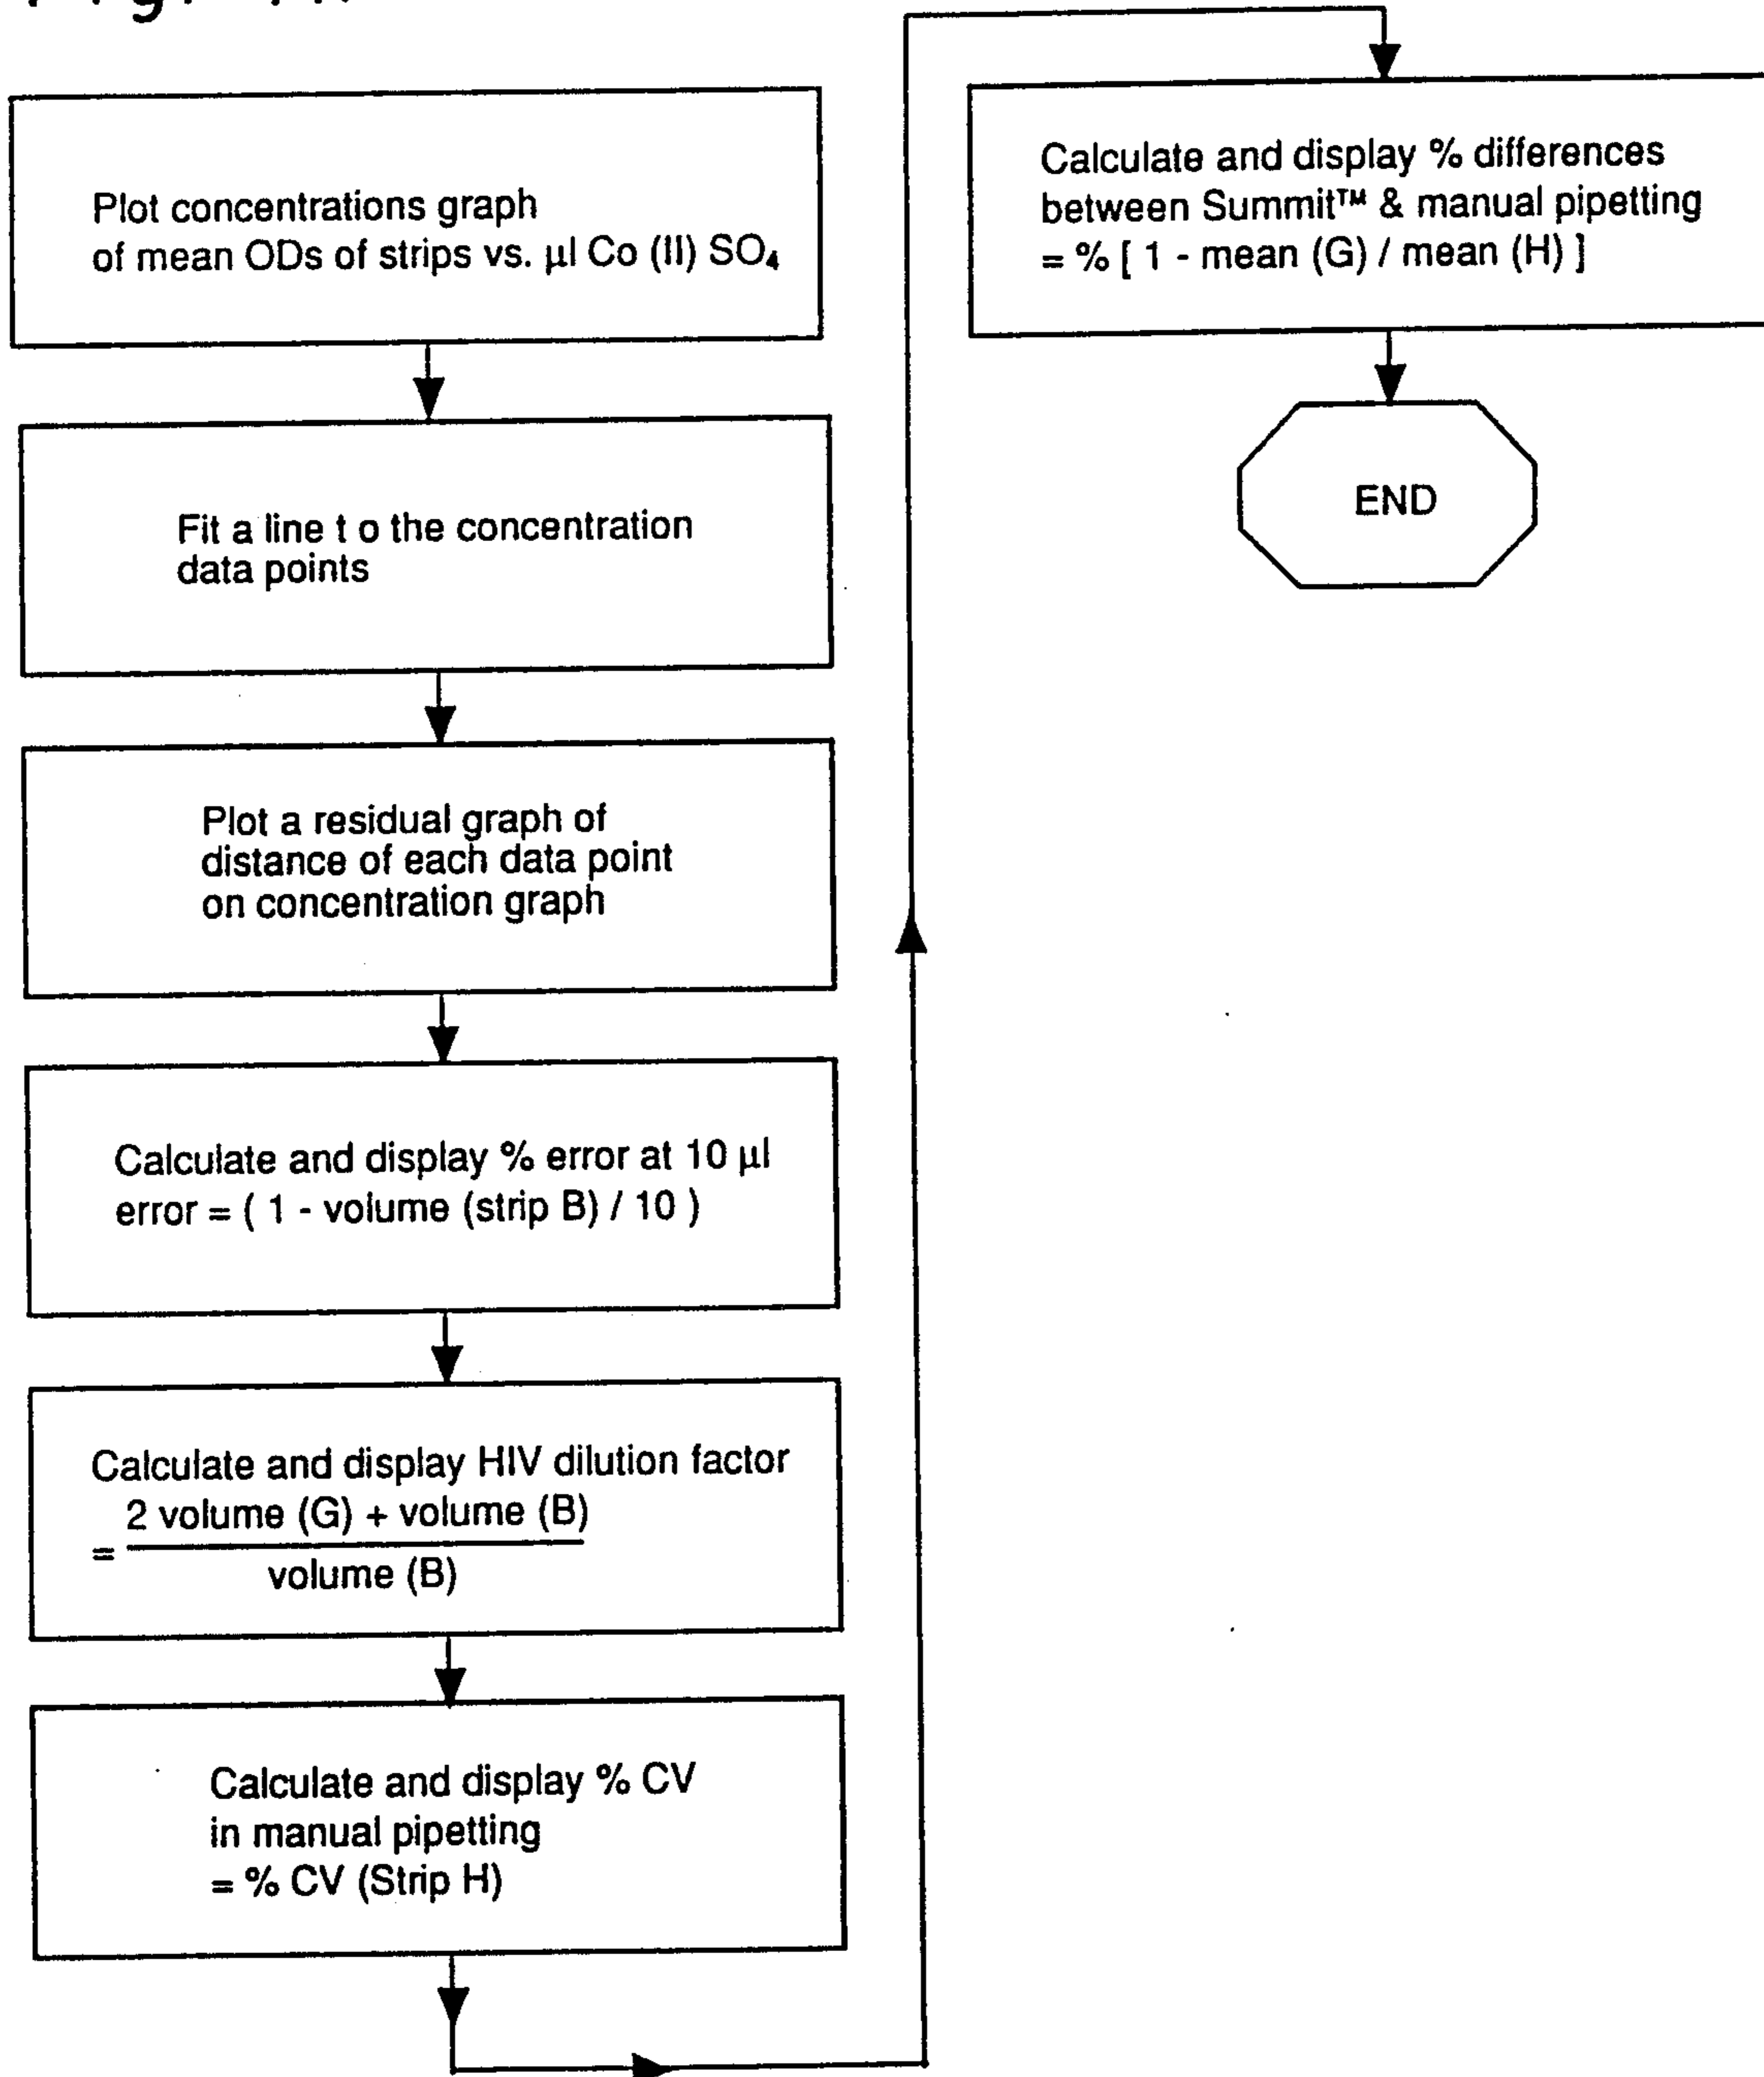 Plot concentrations graph
of mean ODs of strips vs. µl Co (II) SO₄
Fit a line t o the concentration
data points
Plot a residual graph of
distance of each data point
on concentration graph
Calculate and display % error at 10 µl
error = ( 1 - volume (strip B) / 10 )
Calculate and display HIV dilution factor
2 volume (G) + volume (B)
=
volume (B)
Calculate and display % CV
in manual pipetting
= % CV (Strip H)
Calculate and display % differences
between Summit™ & manual pipetting
= % [ 1 - mean (G) / mean (H) ]
END